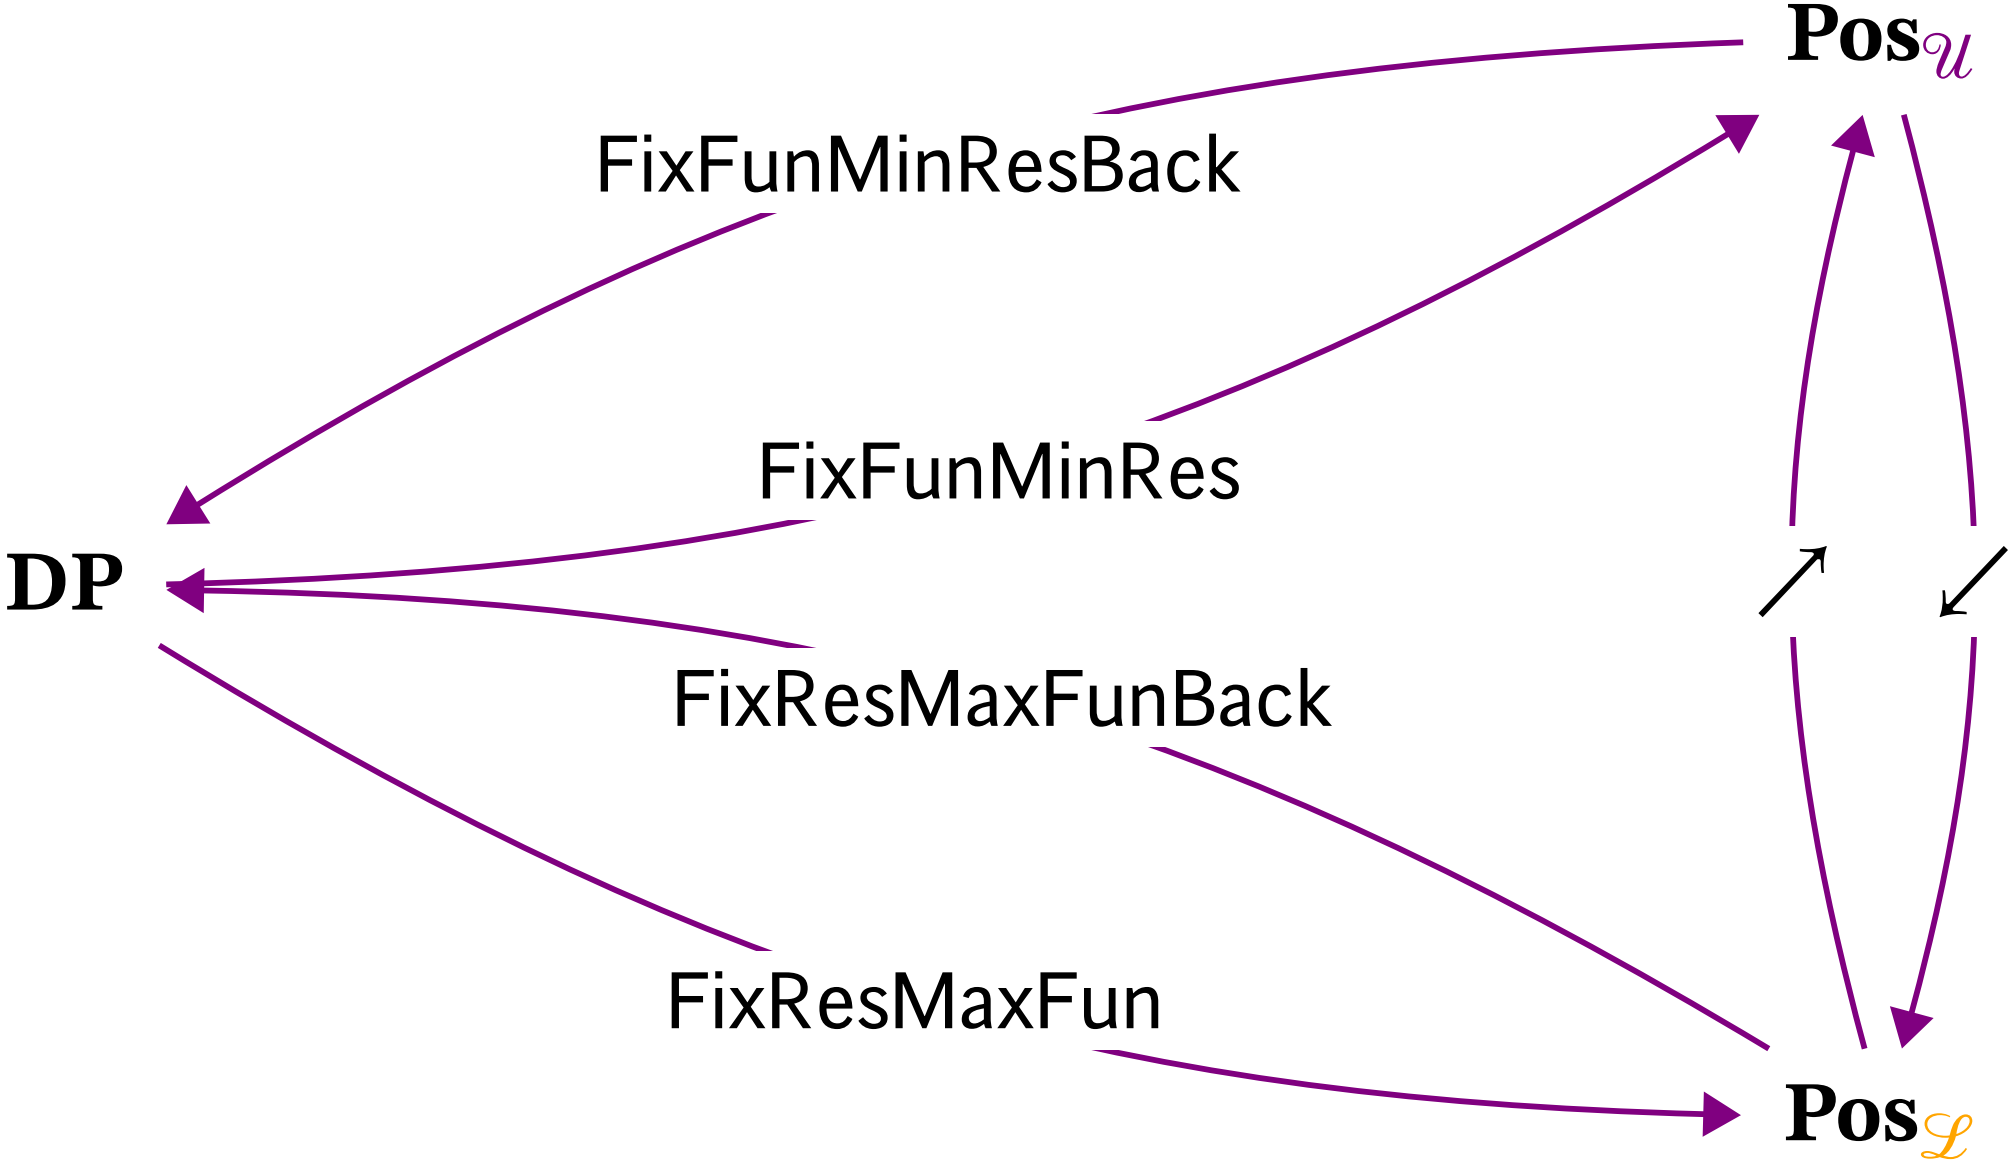 Pos𝒰
FixFunMinResBack
FixFunMinRes
DP
↗ ↙
FixResMaxFunBack
FixResMaxFun
Posℒ